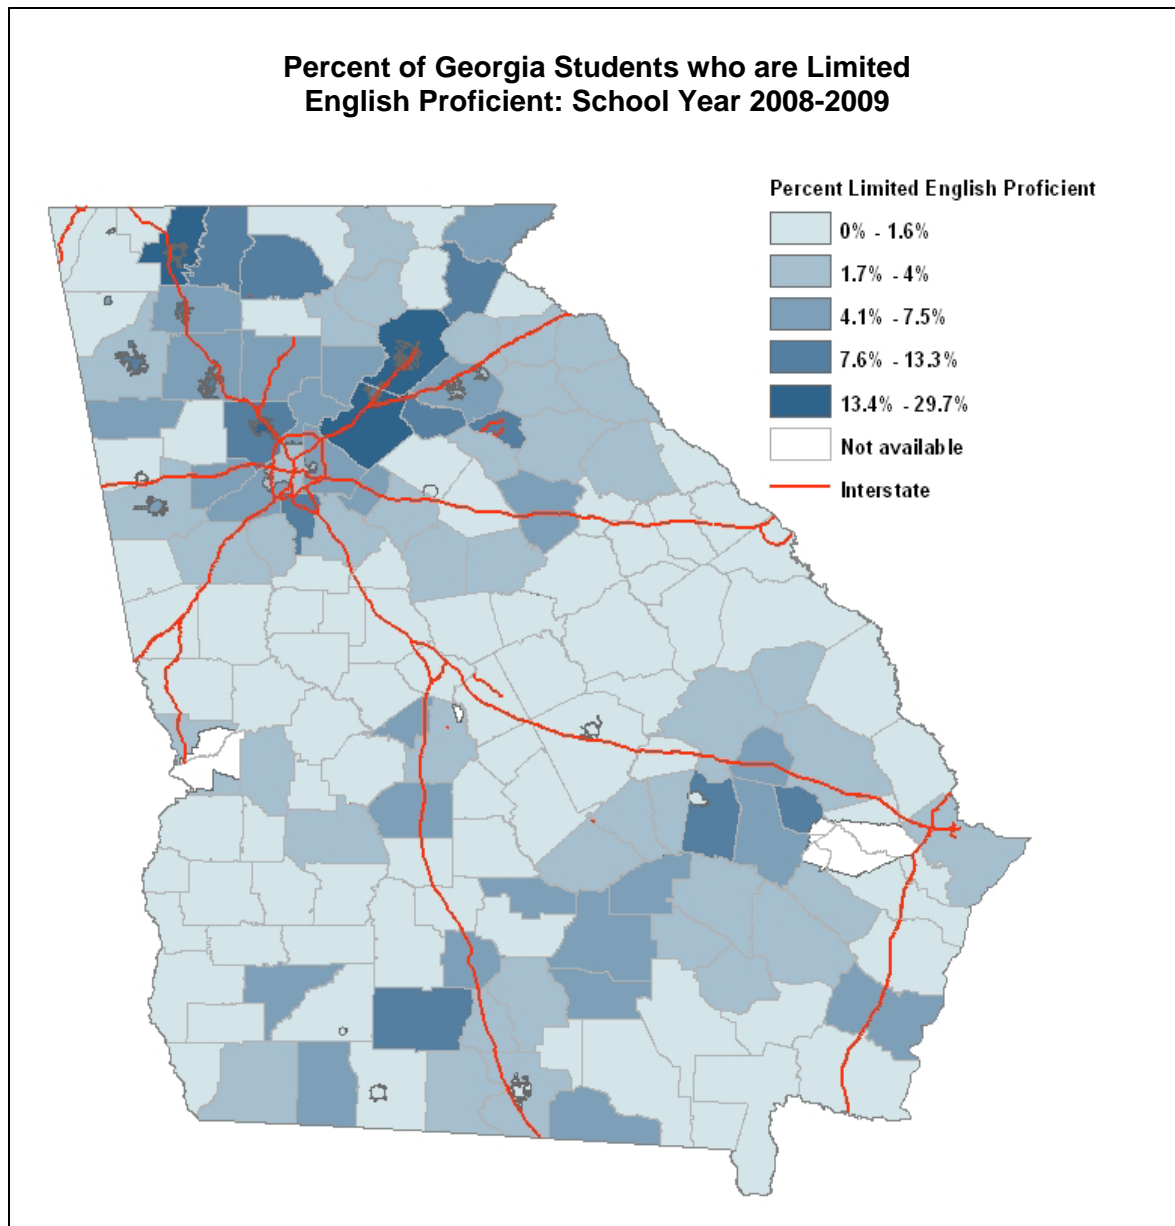 Percent of Georgia Students who are Limited
English Proficient: School Year 2008-2009
Percent Limited English Proficient
0% - 1.6%
1.7% - 4%
4.1% - 7.5%
7.6% - 13.3%
13.4% - 29.7%
Not available
Interstate